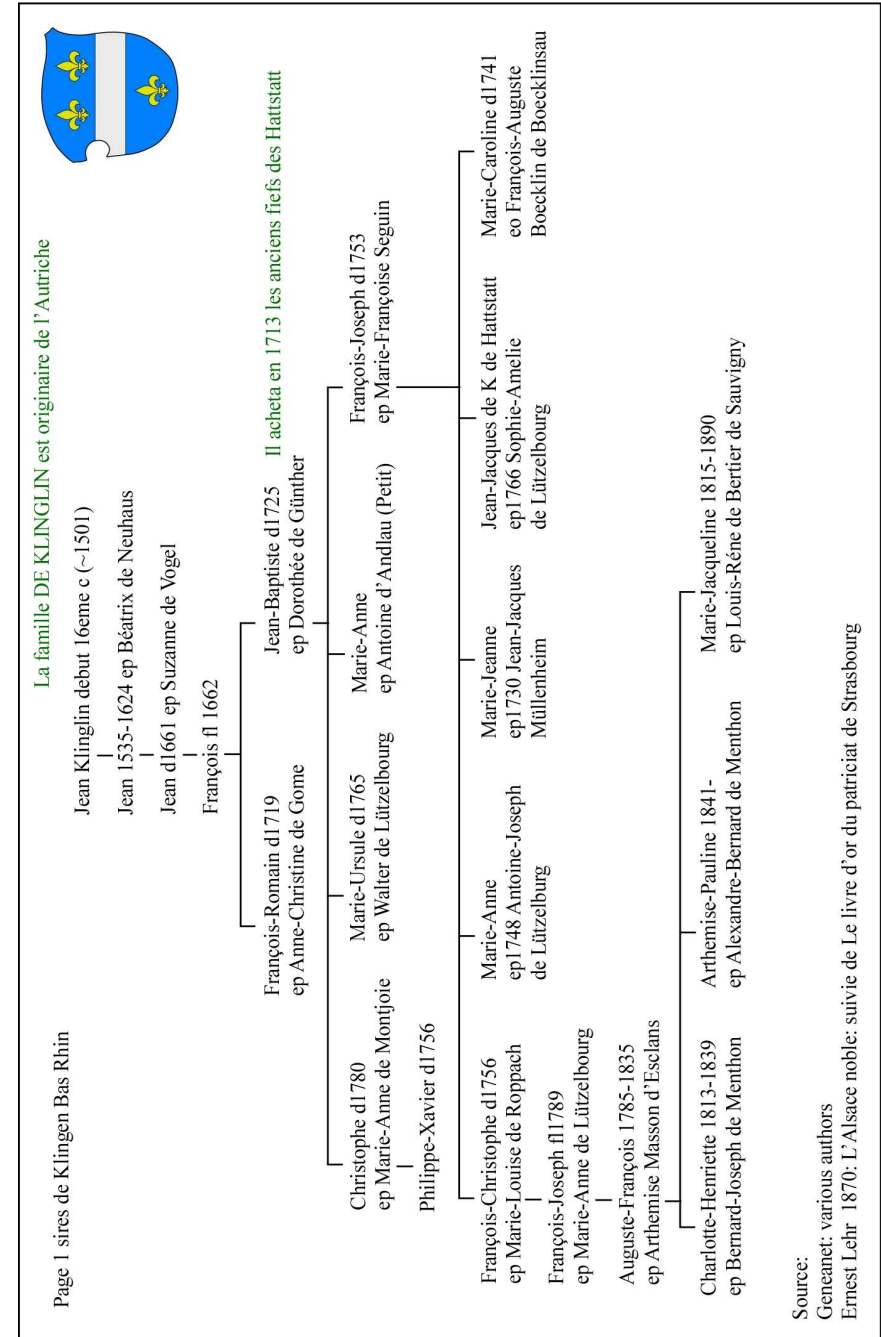 La famille DE KLINGLIN est originaire de l'Autriche
Page 1 sires de Klingen Bas Rhin
Jean Klinglin debut 16eme c (~1501)
Jean 1535-1624 ep Béatrix de Neuhaus
Jean d1661 ep Suzanne de Vogel
François fl 1662
François-Romain d1719
ep Anne-Christine de Gome
Jean-Baptiste d1725
ep Dorothée de Günther
Il acheta en 1713 les anciens fiefs des Hattstatt
Christophe d1780
ep Marie-Anne de Montjoie
Marie-Ursule d1765
ep Walter de Lützelbourg
Marie-Anne
ep Antoine d'Andlau (Petit)
François-Joseph d1753
ep Marie-Françoise Seguin
Philippe-Xavier d1756
François-Christophe d1756
ep Marie-Louise de Roppach
Marie-Anne
ep1748 Antoine-Joseph
de Lützelburg
Marie-Jeanne
ep1730 Jean-Jacques
Müllenheim
Jean-Jacques de K de Hattstatt
ep1766 Sophie-Amelie
de Lützelbourg
Marie-Caroline d1741
eo François-Auguste
Boecklin de Boecklinsau
François-Joseph fl1789
ep Marie-Anne de Lützelbourg
Auguste-François 1785-1835
ep Arthemise Masson d'Esclans
Charlotte-Henriette 1813-1839
ep Bernard-Joseph de Menthon
Arthemise-Pauline 1841-
ep Alexandre-Bernard de Menthon
Marie-Jacqueline 1815-1890
ep Louis-Réne de Bertier de Sauvigny
Source:
Geneanet: various authors
Ernest Lehr 1870: L'Alsace noble: suivie de Le livre d'or du patriciat de Strasbourg